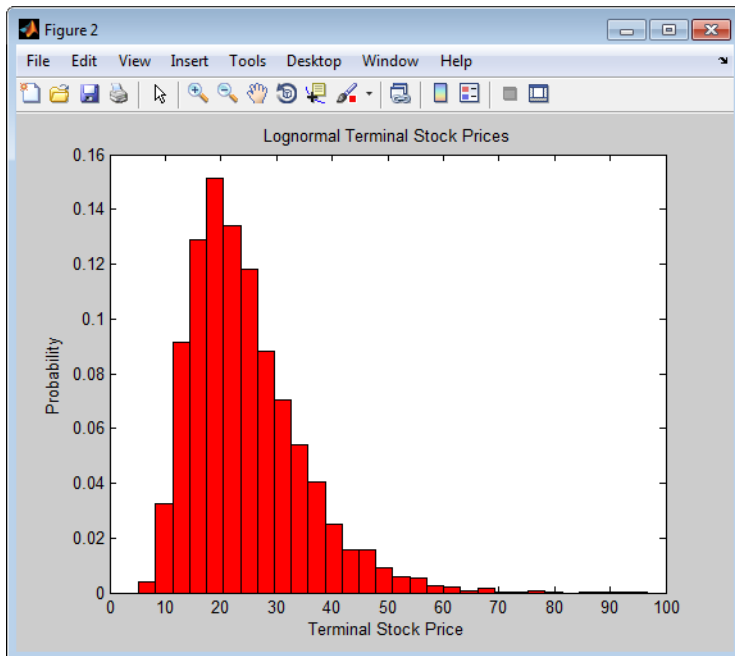 Figure 2
File Edit View Insert Tools Desktop Window Help
Lognormal Terminal Stock Prices
0.16
0.14
0.12
0.1
0.08
0.06
0.04
0.02
0
Probability
0 10 20 30 40 50 60 70 80 90 100
Terminal Stock Price